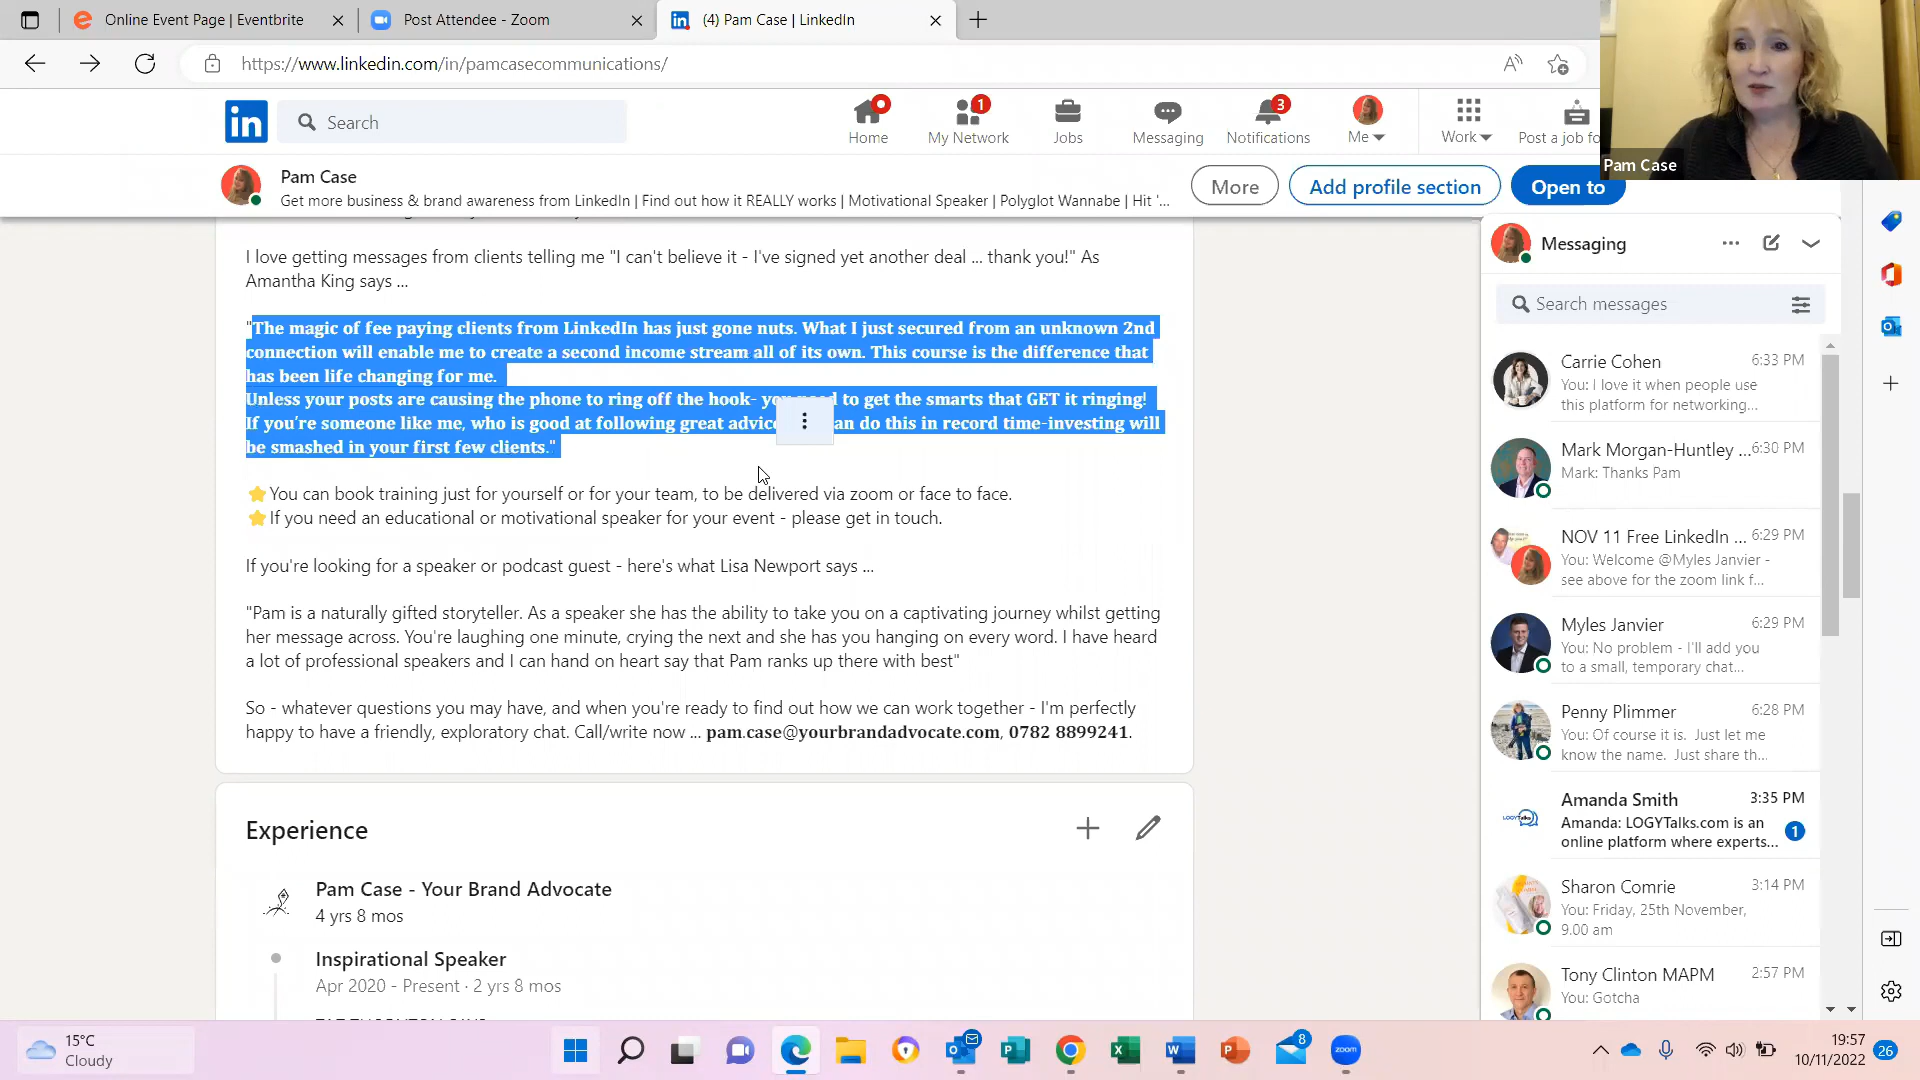 Online Event Page | Eventbrite
Post Attendee - Zoom
(4) Pam Case | LinkedIn
https://www.linkedin.com/in/pamcasecommunications/
Search
Home
1
My Network
Jobs
Messaging
3
Notifications
Me
Work
Post a job fo
Pam Case
Pam Case
Get more business & brand awareness from LinkedIn | Find out how it REALLY works | Motivational Speaker | Polyglot Wannabe | Hit '...
More
Add profile section
Open to
I love getting messages from clients telling me "I can't believe it - I've signed yet another deal ... thank you!" As
Amantha King says ...
"The magic of fee paying clients from LinkedIn has just gone nuts. What I just secured from an unknown 2nd
connection will enable me to create a second income stream all of its own. This course is the difference that
has been life changing for me.
Unless your posts are causing the phone to ring off the hook- you need to get the smarts that GET it ringing!
If you're someone like me, who is good at following great advice an do this in record time-investing will
be smashed in your first few clients."
⭐You can book training just for yourself or for your team, to be delivered via zoom or face to face.
⭐If you need an educational or motivational speaker for your event - please get in touch.
If you're looking for a speaker or podcast guest - here's what Lisa Newport says ...
"Pam is a naturally gifted storyteller. As a speaker she has the ability to take you on a captivating journey whilst getting
her message across. You're laughing one minute, crying the next and she has you hanging on every word. I have heard
a lot of professional speakers and I can hand on heart say that Pam ranks up there with best"
So - whatever questions you may have, and when you're ready to find out how we can work together - I'm perfectly
happy to have a friendly, exploratory chat. Call/write now ... pam.case@yourbrandadvocate.com, 0782 8899241.
Experience
Pam Case - Your Brand Advocate
4 yrs 8 mos
Inspirational Speaker
Apr 2020 - Present · 2 yrs 8 mos
Messaging
Search messages
Carrie Cohen
6:33 PM
You: I love it when people use
this platform for networking...
Mark Morgan-Huntley ...
6:30 PM
Mark: Thanks Pam
NOV 11 Free LinkedIn ...
6:29 PM
You: Welcome @Myles Janvier -
see above for the zoom link f...
Myles Janvier
6:29 PM
You: No problem - I'll add you
to a small, temporary chat...
Penny Plimmer
6:28 PM
You: Of course it is. Just let me
know the name. Just share th...
Amanda Smith
3:35 PM
Amanda: LOGYTalks.com is an
online platform where experts...
1
Sharon Comrie
3:14 PM
You: Friday, 25th November,
9.00 am
Tony Clinton MAPM
2:57 PM
You: Gotcha
15°C
Cloudy
8
zoom
19:57
10/11/2022
26